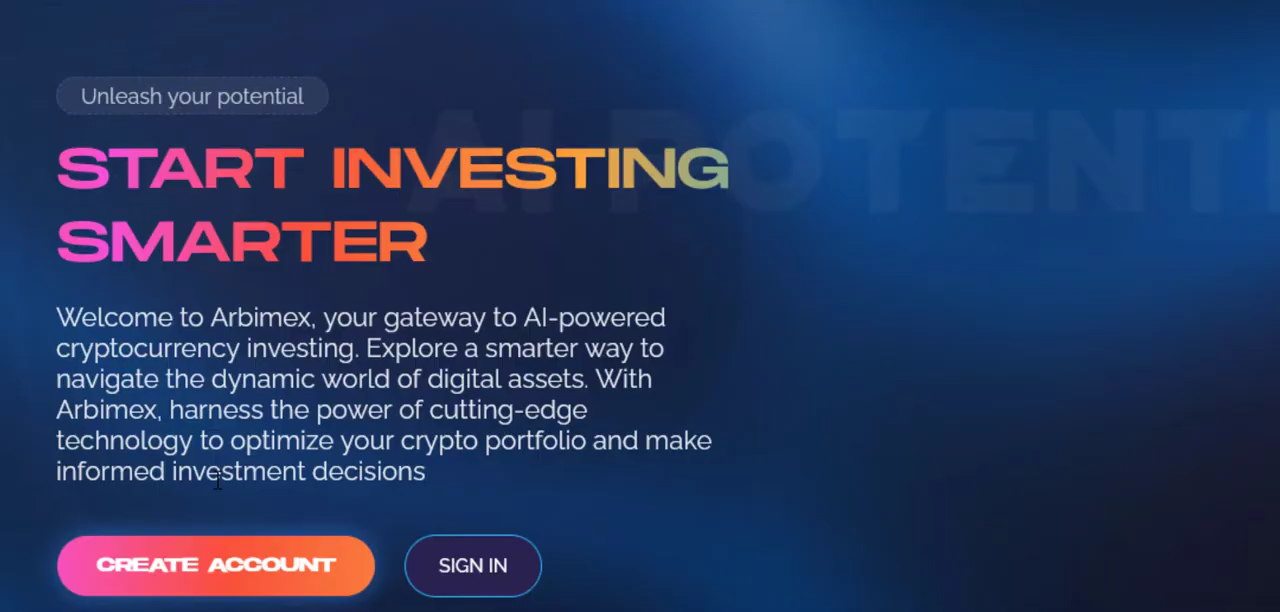 Unleash your potential
AI POTENTI
START INVESTING
SMARTER
Welcome to Arbimex, your gateway to AI-powered
cryptocurrency investing. Explore a smarter way to
navigate the dynamic world of digital assets. With
Arbimex, harness the power of cutting-edge
technology to optimize your crypto portfolio and make
informed investment decisions
CREATE ACCOUNT
SIGN IN